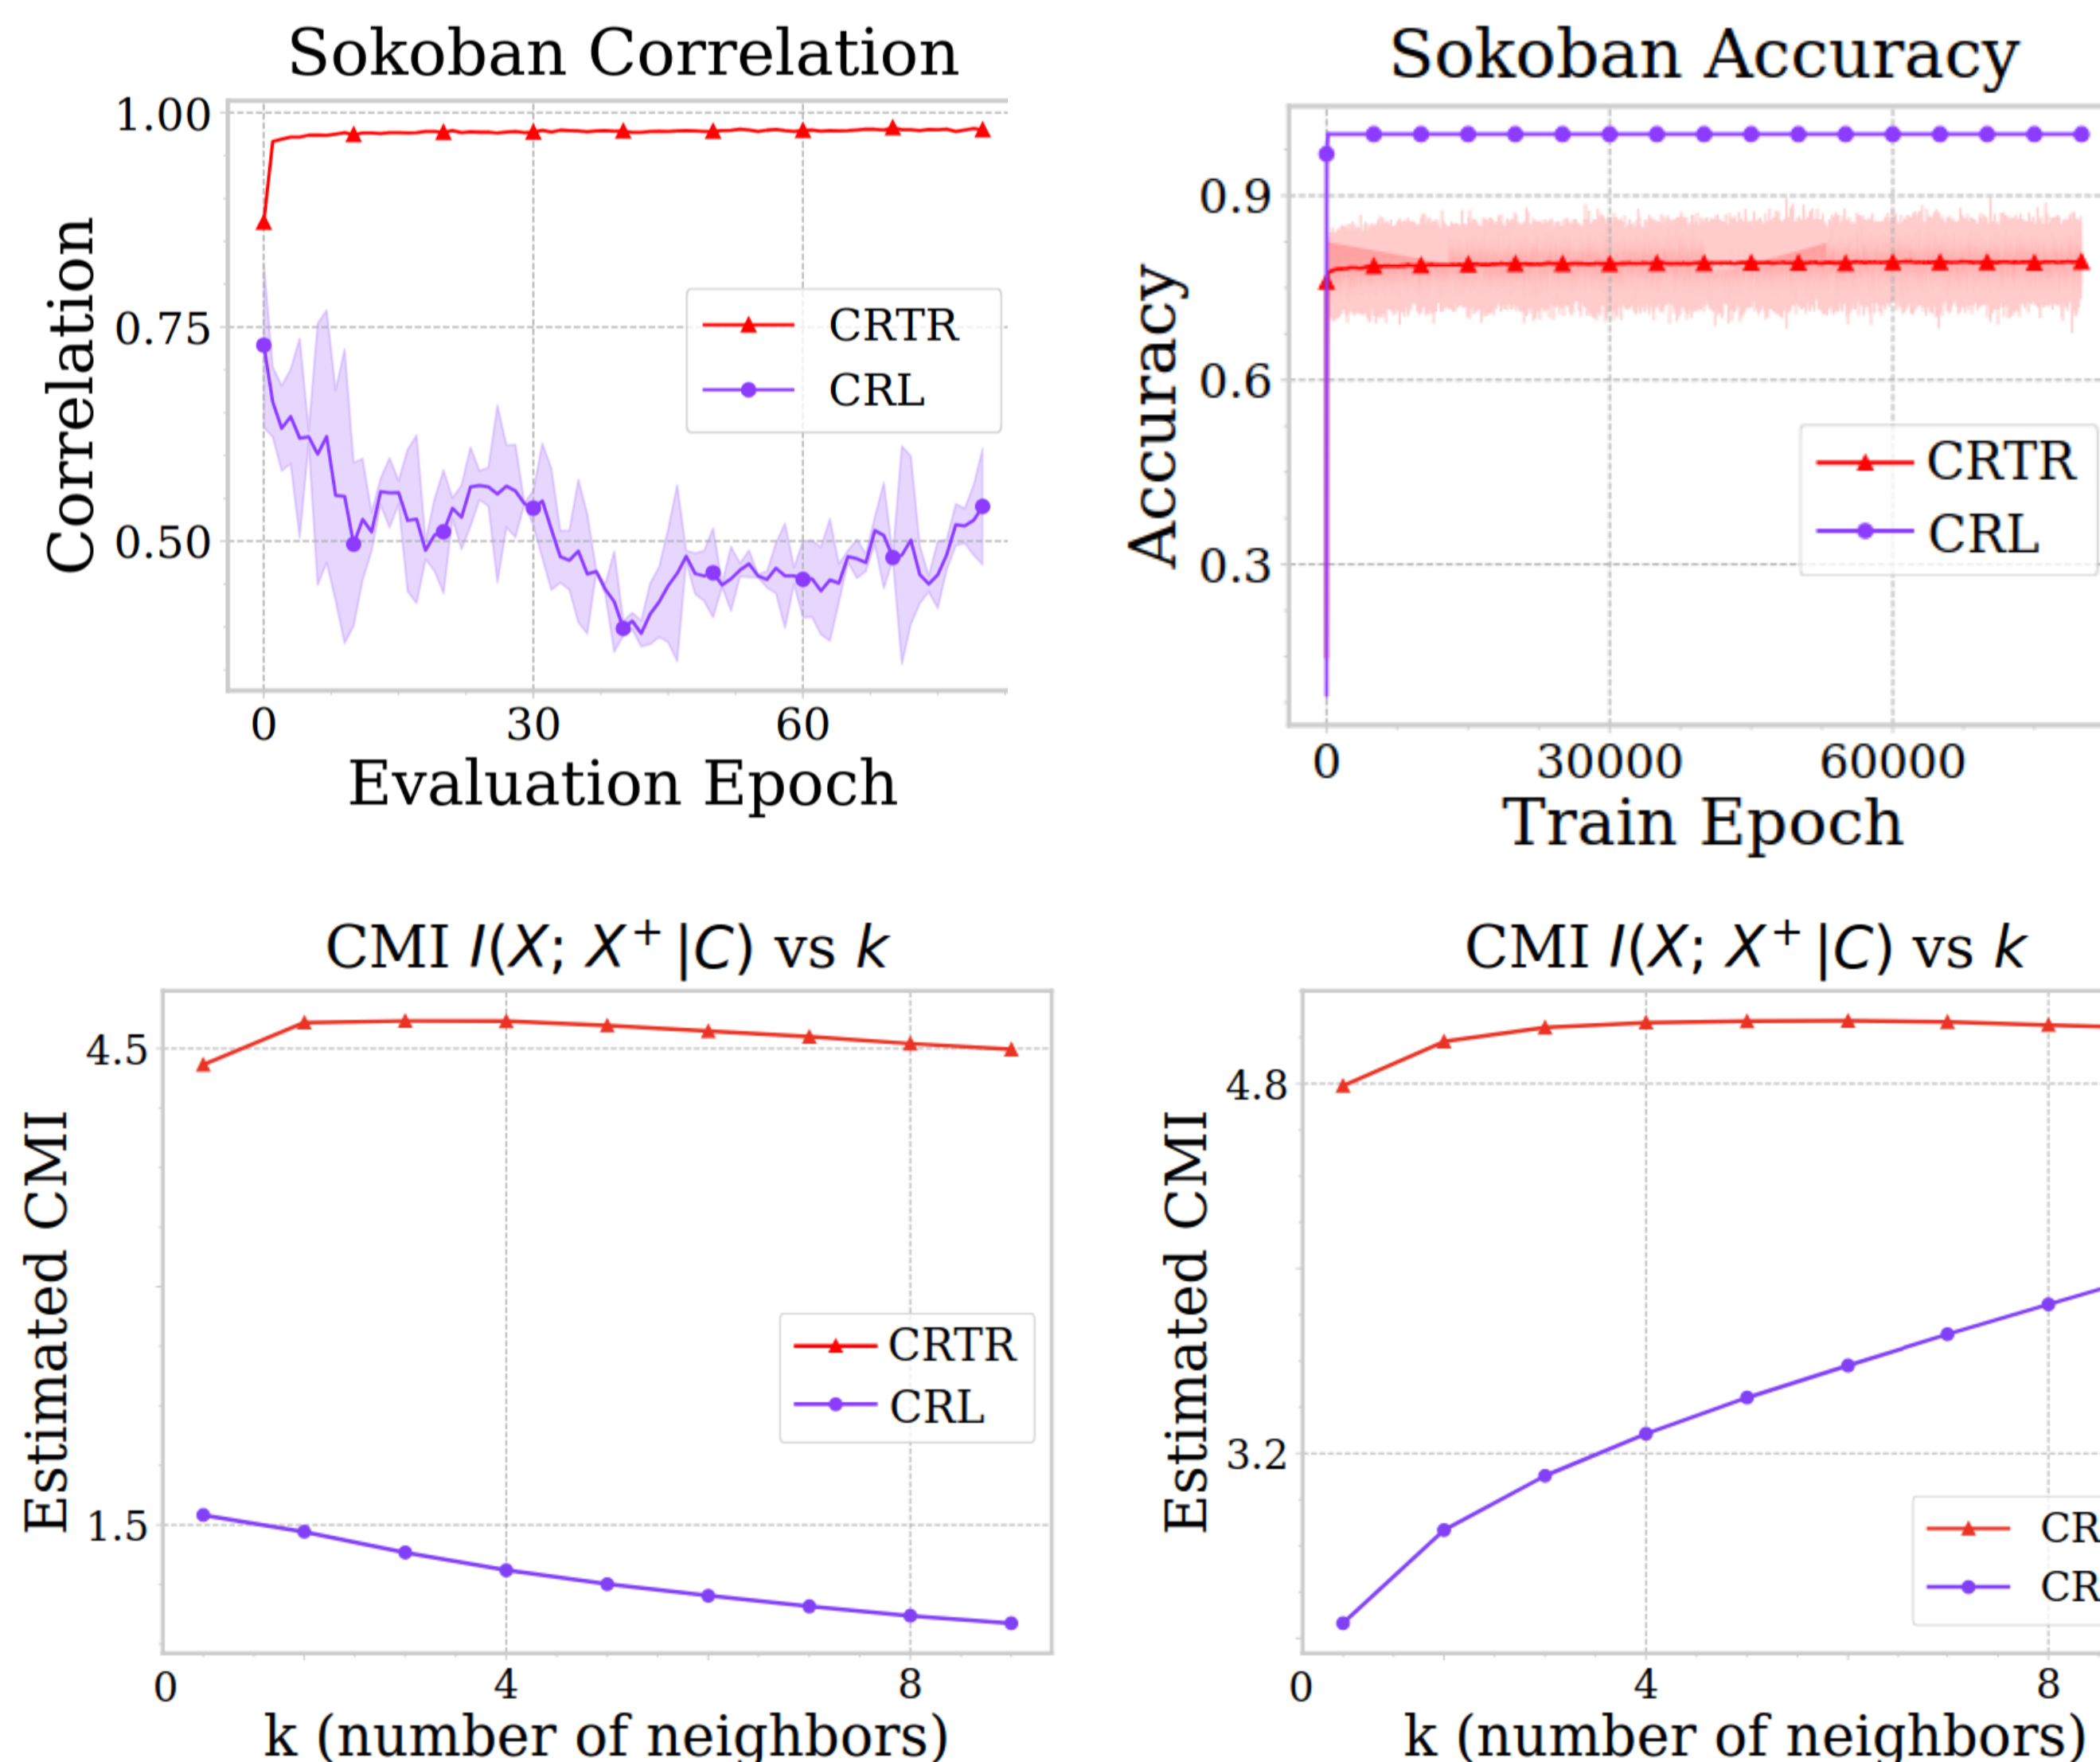 Sokoban Correlation
1.00
0.75
0.50
Correlation
CRTR
CRL
0
30
60
Evaluation Epoch
Sokoban Accuracy
0.9
0.6
0.3
Accuracy
CRTR
CRL
0
30000
60000
Train Epoch
CMI I(X; X⁺|C) vs k
4.5
1.5
Estimated CMI
CRTR
CRL
0
4
8
k (number of neighbors)
CMI I(X; X⁺|C) vs k
4.8
3.2
Estimated CMI
CR
CR
0
4
8
k (number of neighbors)